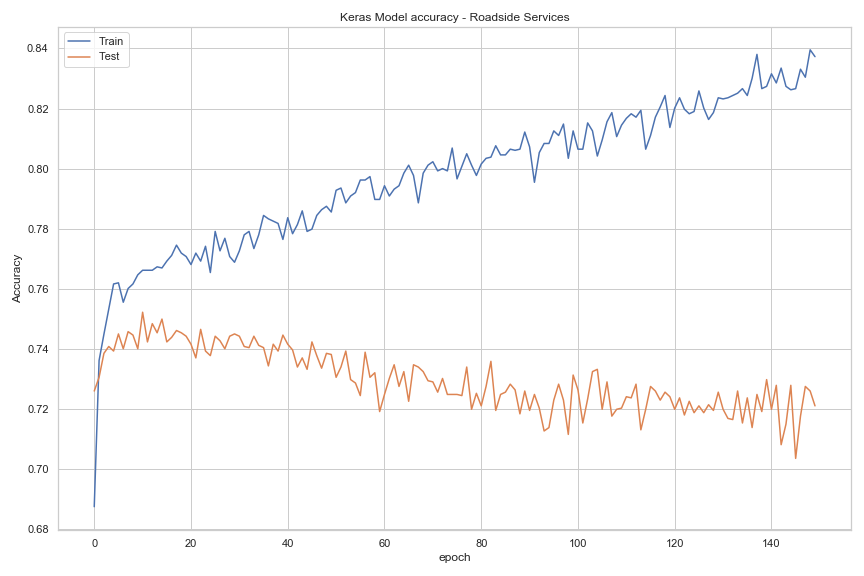 Keras Model accuracy - Roadside Services
Train
Test
0.84
0.82
0.80
0.78
0.76
0.74
0.72
0.70
0.68
Accuracy
0 20 40 60 80 100 120 140
epoch